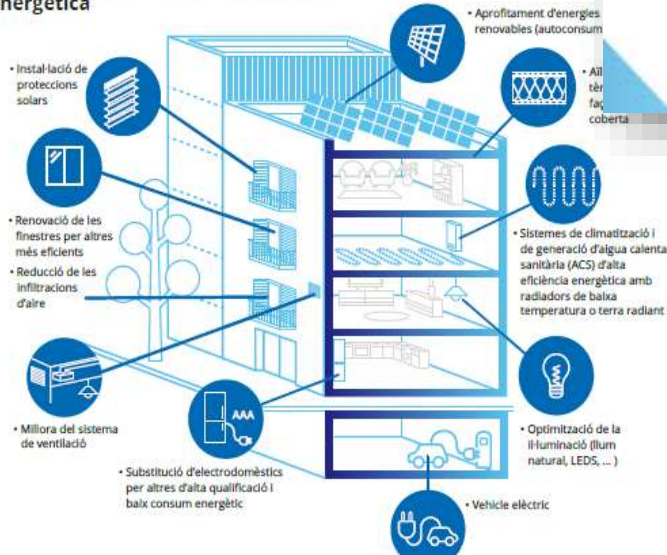 nergètica
• Aprofitament d'energies
renovables (autoconsum
• Instal·lació de
proteccions
solars
coberta
• Renovació de les
finestres per altres
més eficients
• Reducció de les
infiltracions
d'aire
• Sistemes de climatització i
de generació d'aigua calenta
sanitària (ACS) d'alta
eficiència energètica amb
radiadors de baixa
temperatura o terra radiant
• Millora del sistema
de ventilació
AAA
• Substitució d'electrodomèstics
per altres d'alta qualificació i
baix consum energètic
• Optimització de la
il·luminació (llum
natural, LEDS, ... )
• Vehicle elèctric